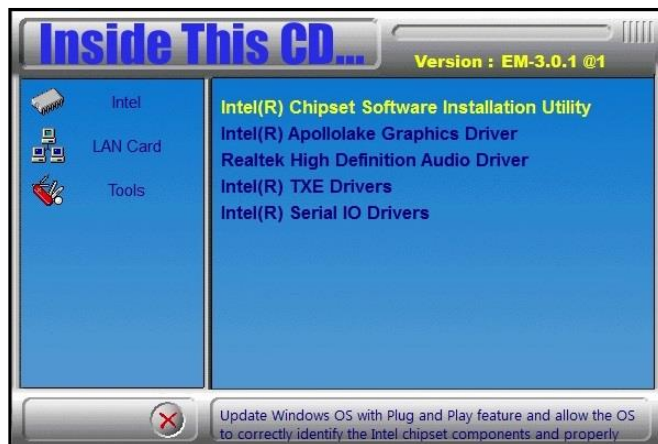 Inside This CD...
Version : EM-3.0.1 @1
Intel
LAN Card
Tools
Intel(R) Chipset Software Installation Utility
Intel(R) Apollolake Graphics Driver
Realtek High Definition Audio Driver
Intel(R) TXE Drivers
Intel(R) Serial IO Drivers
Update Windows OS with Plug and Play feature and allow the OS
to correctly identify the Intel chipset components and properly